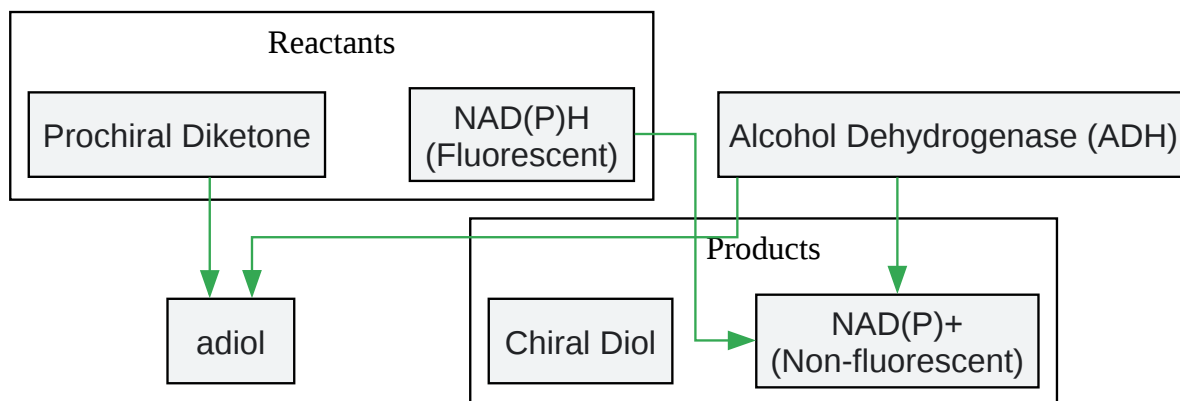 Reactants
Prochiral Diketone
NAD(P)H
(Fluorescent)
Alcohol Dehydrogenase (ADH)
Products
adiol
Chiral Diol
NAD(P)+
(Non-fluorescent)